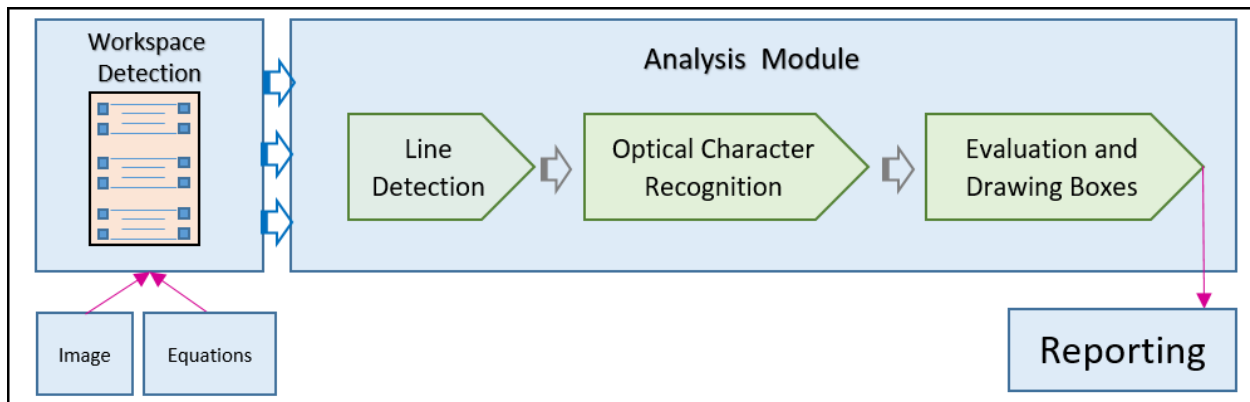 Workspace
Detection
Analysis Module
Line
Detection
Optical Character
Recognition
Evaluation and
Drawing Boxes
Image
Equations
Reporting